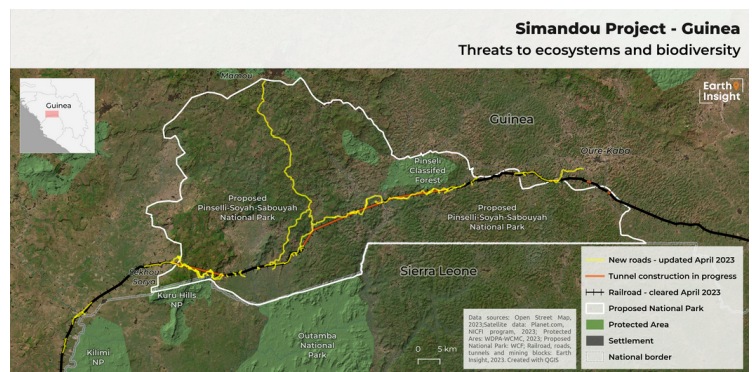 Simandou Project - Guinea
Threats to ecosystems and biodiversity
Mamou
Guinea
Earth
Insight
Guinea
Oure-Kaba
Pinseli
Classifed
Forest
Proposed
Pinselli-Soyah-Sabouyah
National Park
Proposed
Pinselli-Soyah-Sabouyah
National Park
Sierra Leone
Kuru Hills
NP
Outamba
National
Park
Kilimi
NP
0 5 km
Data sources: Open Street Map,
2023;Satellite data: Planet.com,
NICFI program, 2023; Protected
Areas: WDPA-WCMC, 2023; Proposed
National Park: WCF; Railroad, roads,
tunnels and mining blocks: Earth
Insight, 2023. Created with QGIS
New roads - updated April 2023
Tunnel construction in progress
Railroad - cleared April 2023
Proposed National Park
Protected Area
Settlement
National border